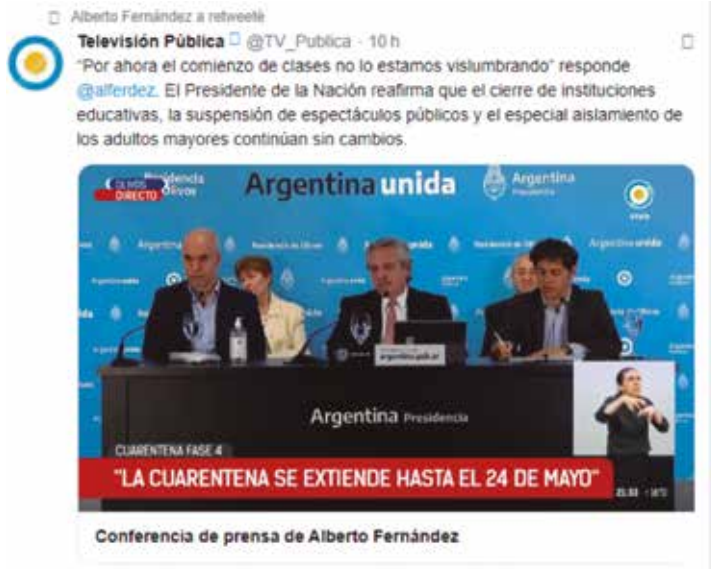 Alberto Fernández a retweeté
Televisión Pública @TV_Publica · 10 h
“Por ahora el comienzo de clases no lo estamos vislumbrando” responde
@alferdez. El Presidente de la Nación reafirma que el cierre de instituciones
educativas, la suspensión de espectáculos públicos y el especial aislamiento de
los adultos mayores continúan sin cambios.
OLIVOS
DIRECTO
Argentina unida
Argentina
Presidencia
Argentina unida
Argentina Presidencia
CUARENTENA FASE 4
"LA CUARENTENA SE EXTIENDE HASTA EL 24 DE MAYO"
Conferencia de prensa de Alberto Fernández